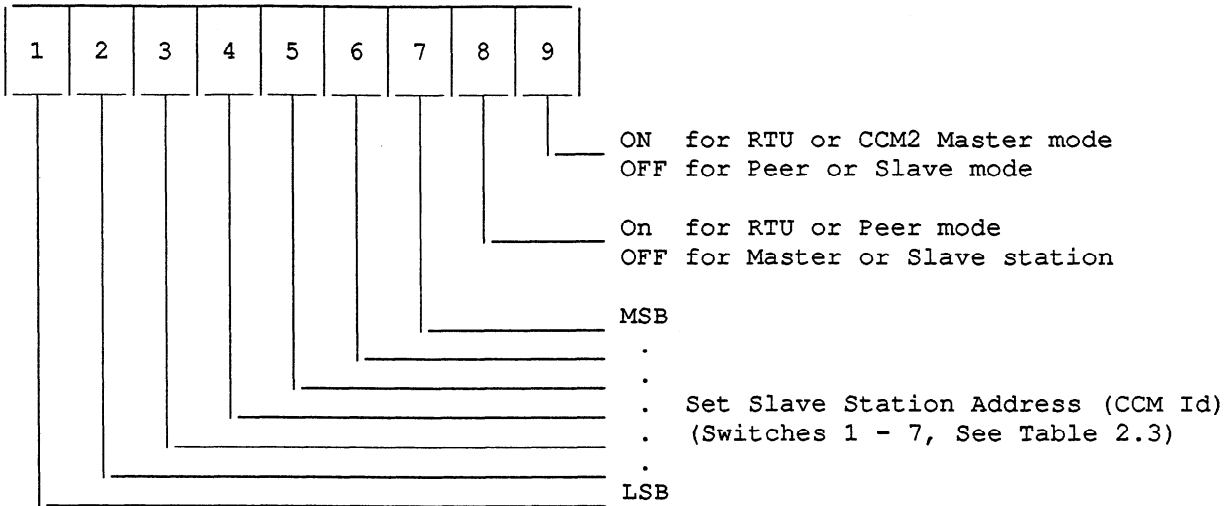 1 2 3 4 5 6 7 8 9
ON for RTU or CCM2 Master mode
OFF for Peer or Slave mode
On for RTU or Peer mode
OFF for Master or Slave station
MSB
.
.
. Set Slave Station Address (CCM Id)
. (Switches 1 - 7, See Table 2.3)
.
LSB